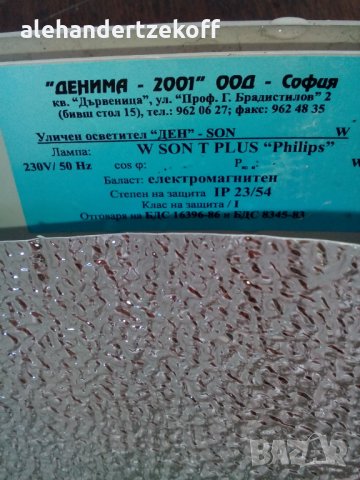 alehandertzekoff
"ДЕНИМА - 2001" ООД - София
кв. "Дървеница", ул. "Проф. Г. Брадистилов" 2
(бивш стол 15), тел.: 962 06 27; факс: 962 48 35
Уличен осветител "ДЕН" - SON W
Лампа: W SON T PLUS "Philips"
230V/ 50 Hz cos φ: P W
Баласт: електромагнитен
Степен на защита IP 23/54
Клас на защита / I
Отговаря на БДС 16396-86 и БДС 8345-83
BAZAR